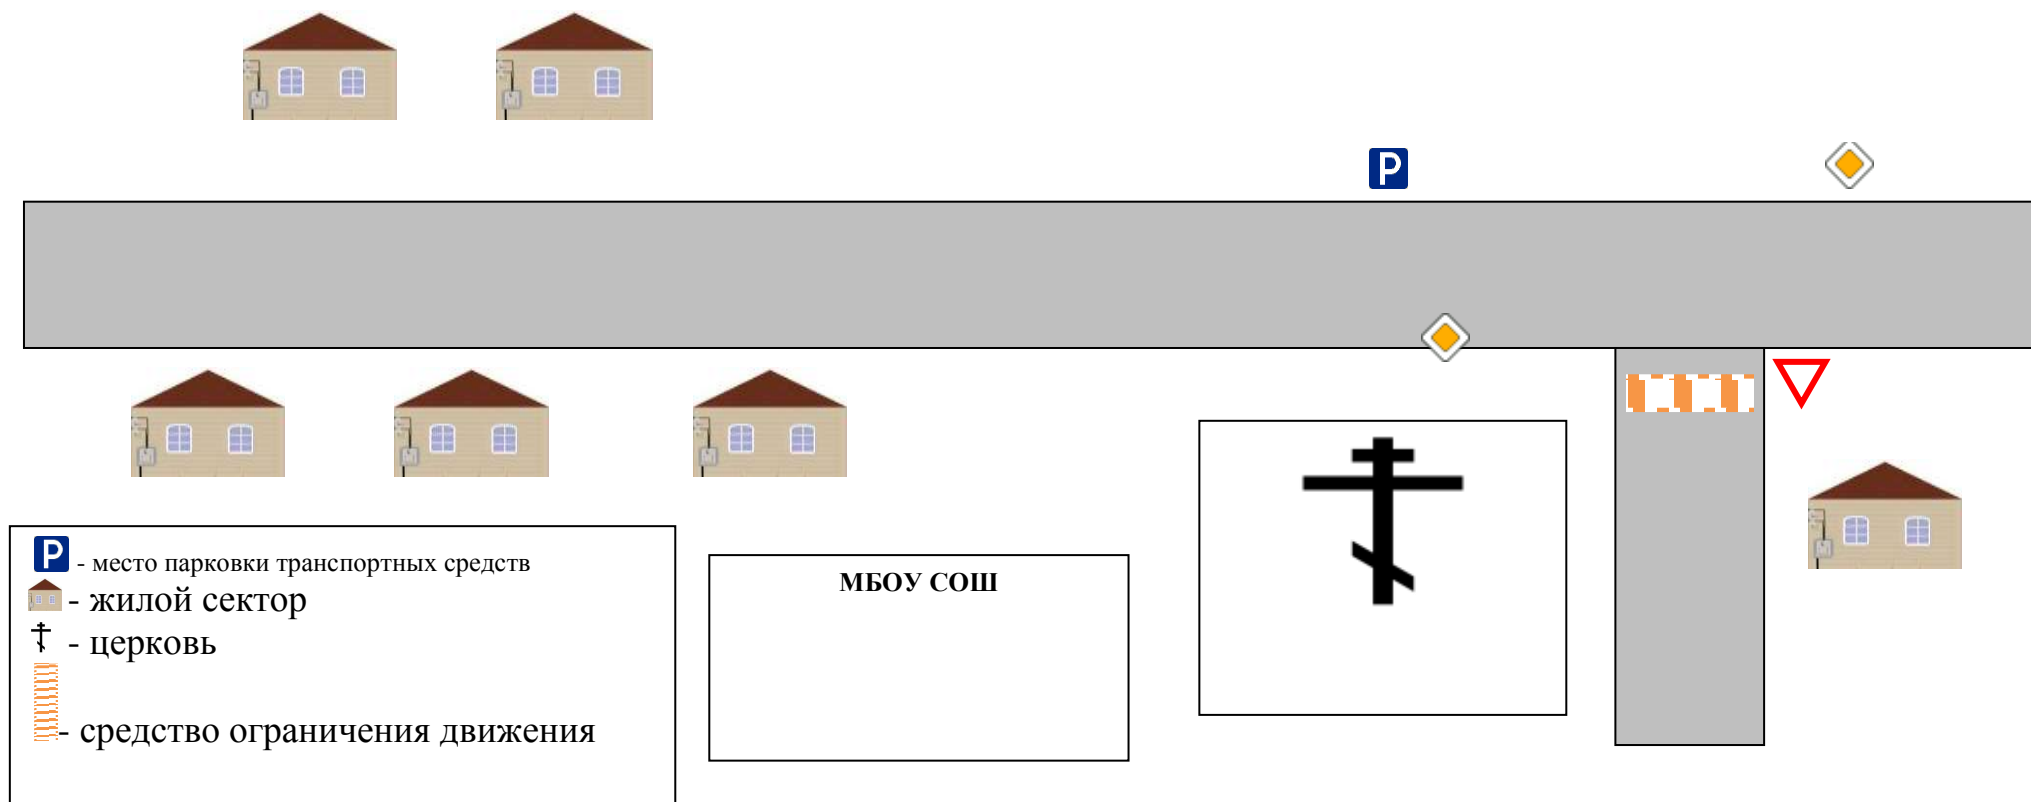 P
P - место парковки транспортных средств
- жилой сектор
- церковь
- средство ограничения движения
МБОУ СОШ